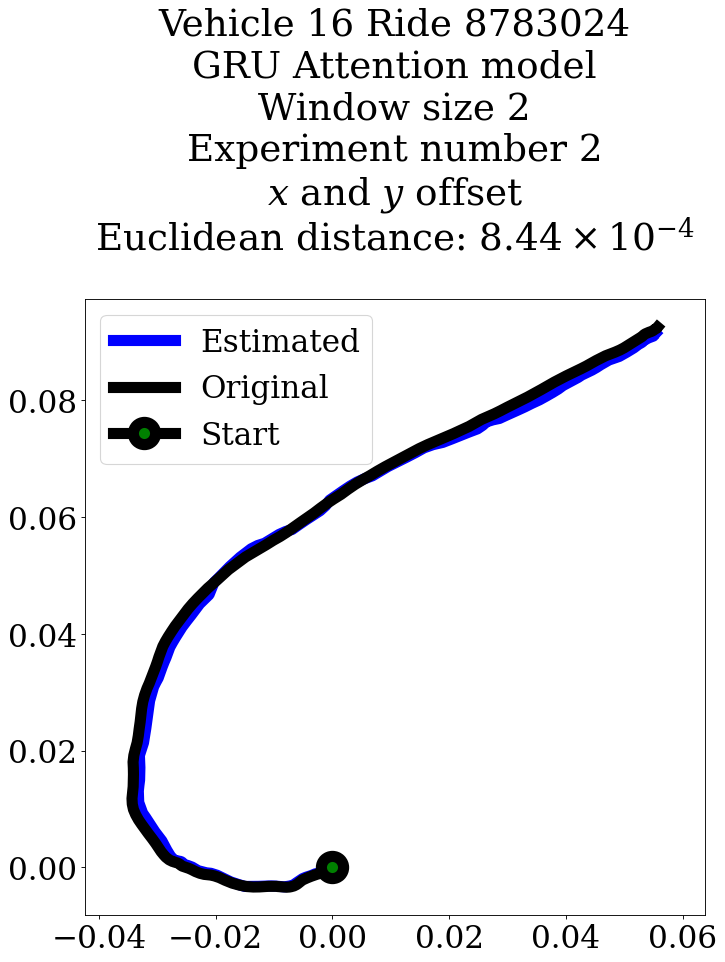 Vehicle 16 Ride 8783024
GRU Attention model
Window size 2
Experiment number 2
x and y offset
Euclidean distance: 8.44 × 10⁻⁴
Estimated
Original
Start
0.08
0.06
0.04
0.02
0.00
−0.04 −0.02 0.00 0.02 0.04 0.06